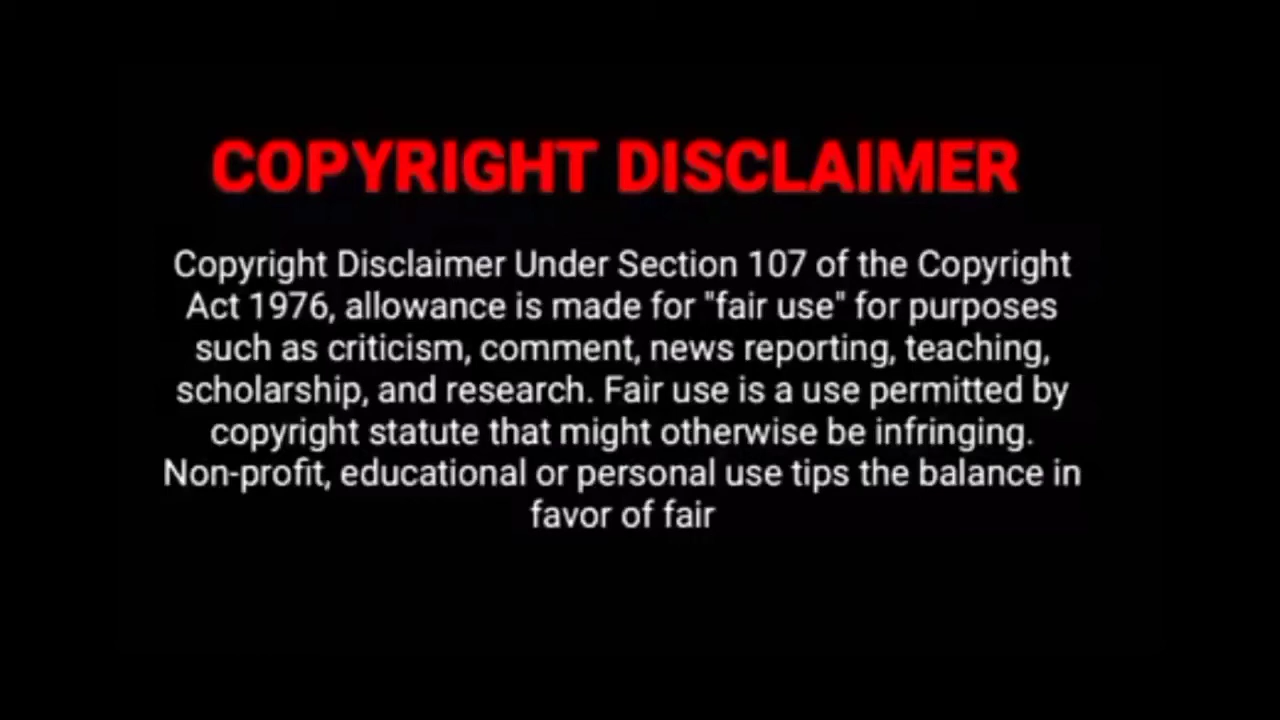 COPYRIGHT DISCLAIMER
Copyright Disclaimer Under Section 107 of the Copyright
Act 1976, allowance is made for "fair use" for purposes
such as criticism, comment, news reporting, teaching,
scholarship, and research. Fair use is a use permitted by
copyright statute that might otherwise be infringing.
Non-profit, educational or personal use tips the balance in
favor of fair